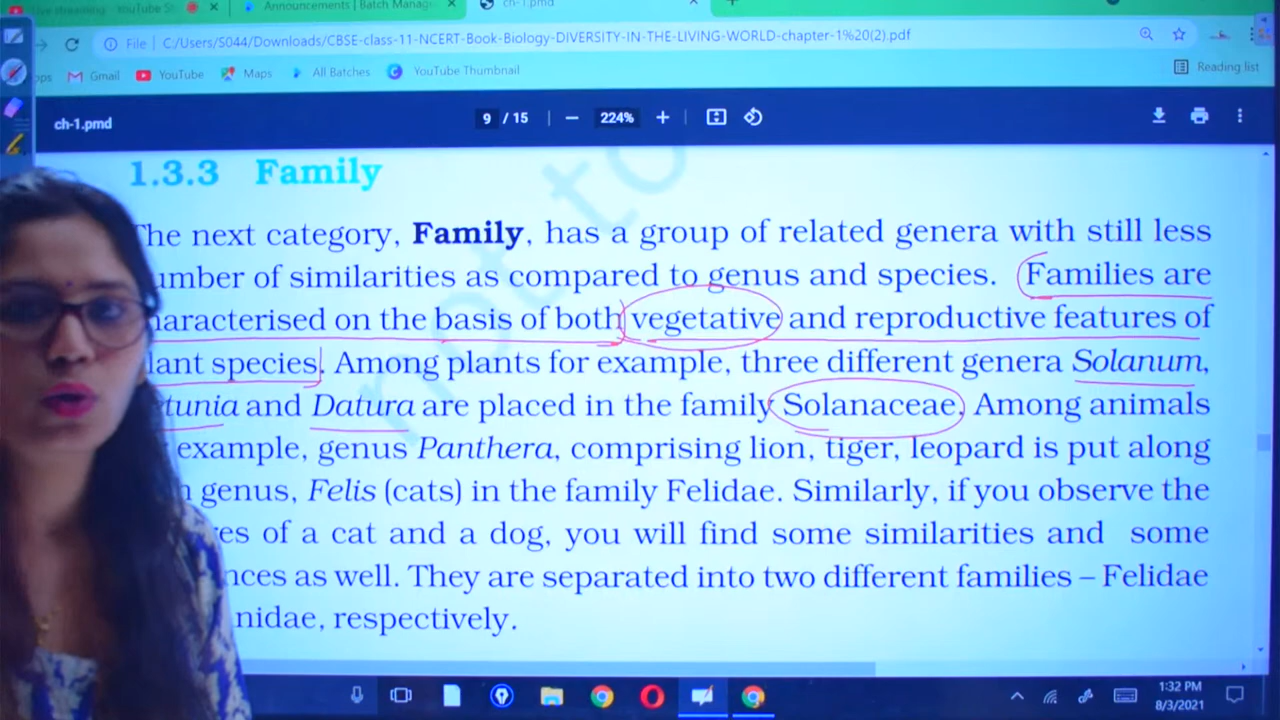 Live streaming - YouTube St
Announcements | Batch Manag
ch-1.pmd
File | C:/Users/S044/Downloads/CBSE-class-11-NCERT-Book-Biology-DIVERSITY-IN-THE-LIVING-WORLD-chapter-1%20(2).pdf
ops Gmail YouTube Maps All Batches YouTube Thumbnail Reading list
ch-1.pmd 9 / 15 224%
not to
1.3.3 Family
The next category, Family, has a group of related genera with still less
umber of similarities as compared to genus and species. Families are
haracterised on the basis of both vegetative and reproductive features of
lant species. Among plants for example, three different genera Solanum,
tunia and Datura are placed in the family Solanaceae. Among animals
example, genus Panthera, comprising lion, tiger, leopard is put along
genus, Felis (cats) in the family Felidae. Similarly, if you observe the
res of a cat and a dog, you will find some similarities and some
nces as well. They are separated into two different families – Felidae
nidae, respectively.
1:32 PM
8/3/2021